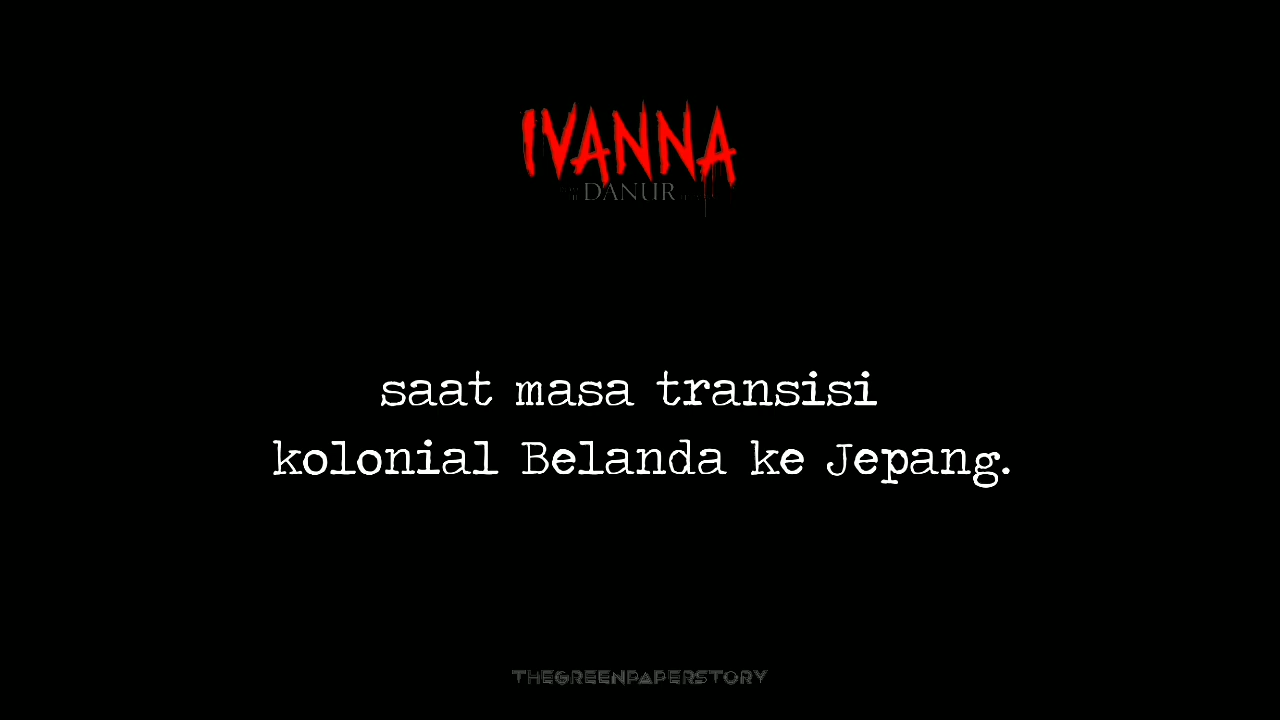 IVANNA
DANUR
saat masa transisi
kolonial Belanda ke Jepang.
THEGREENPAPERSTORY